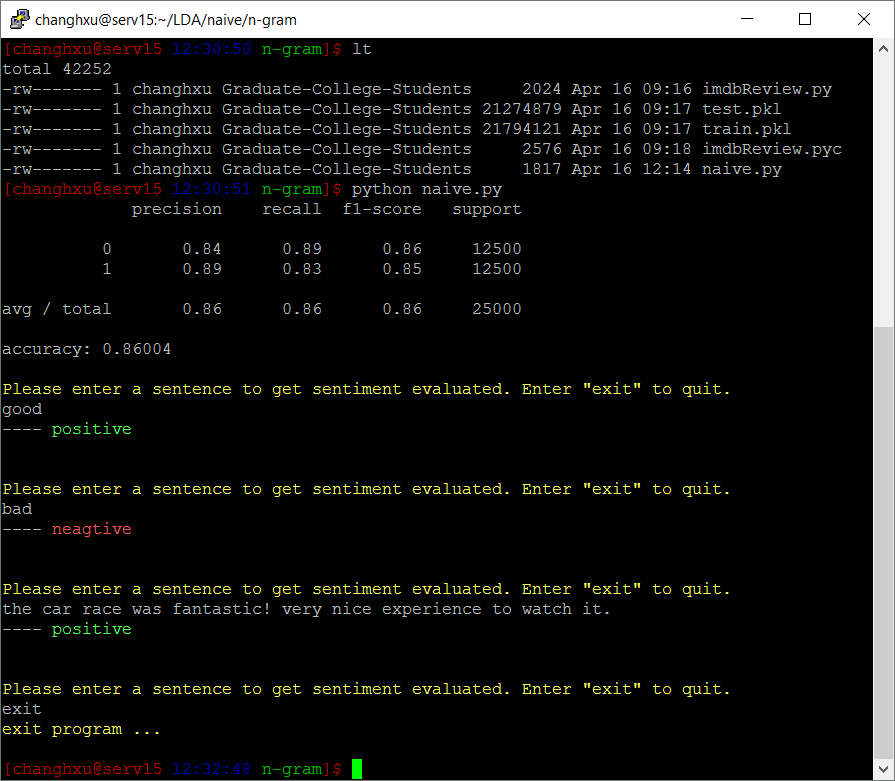 changhxu@serv15:~/LDA/naive/n-gram
[changhxu@serv15 12:30:50 n-gram]$ lt
total 42252
-rw------- 1 changhxu Graduate-College-Students     2024 Apr 16 09:16 imdbReview.py
-rw------- 1 changhxu Graduate-College-Students 21274879 Apr 16 09:17 test.pkl
-rw------- 1 changhxu Graduate-College-Students 21794121 Apr 16 09:17 train.pkl
-rw------- 1 changhxu Graduate-College-Students     2576 Apr 16 09:18 imdbReview.pyc
-rw------- 1 changhxu Graduate-College-Students     1817 Apr 16 12:14 naive.py
[changhxu@serv15 12:30:51 n-gram]$ python naive.py
             precision    recall  f1-score   support
          0       0.84      0.89      0.86     12500
          1       0.89      0.83      0.85     12500
avg / total       0.86      0.86      0.86     25000
accuracy: 0.86004
Please enter a sentence to get sentiment evaluated. Enter "exit" to quit.
good
---- positive
Please enter a sentence to get sentiment evaluated. Enter "exit" to quit.
bad
---- neagtive
Please enter a sentence to get sentiment evaluated. Enter "exit" to quit.
the car race was fantastic! very nice experience to watch it.
---- positive
Please enter a sentence to get sentiment evaluated. Enter "exit" to quit.
exit
exit program ...
[changhxu@serv15 12:32:48 n-gram]$